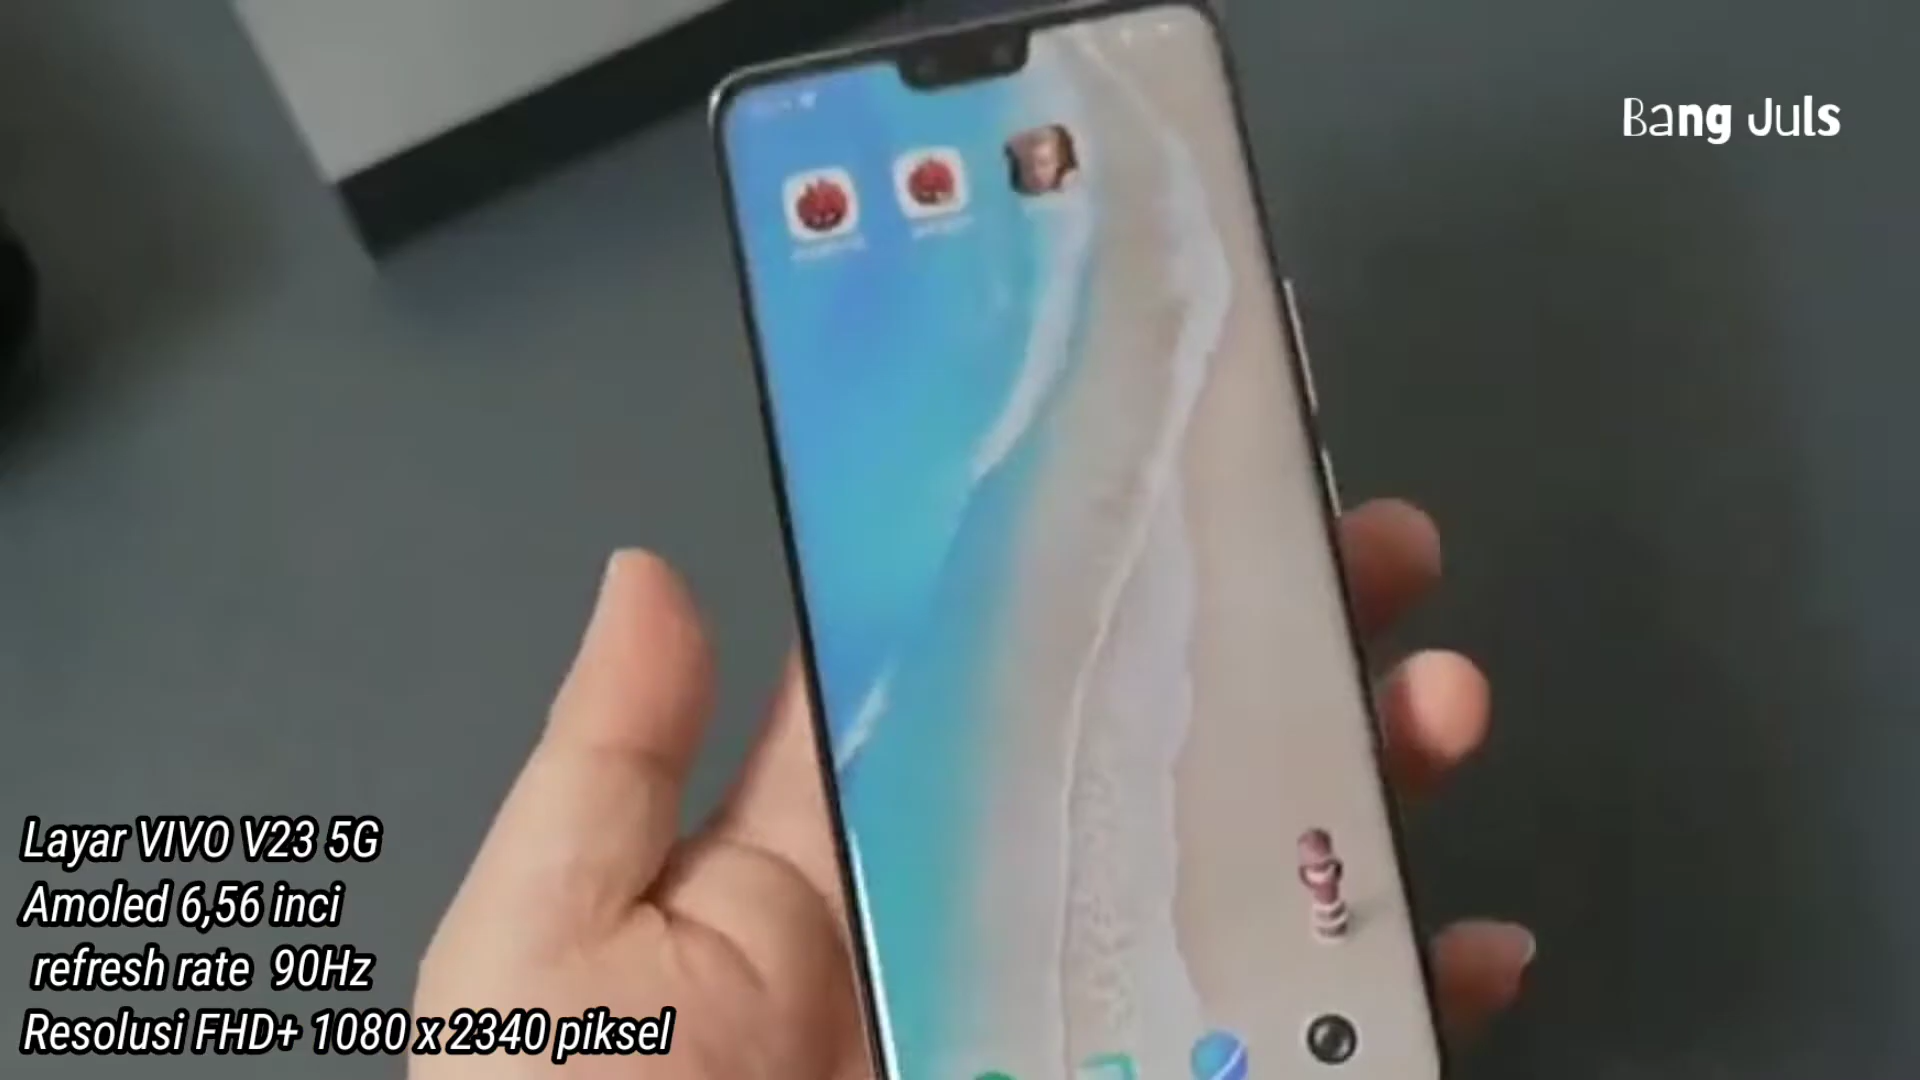 Bang Juls
Layar VIVO V23 5G
Amoled 6,56 inci
refresh rate 90Hz
Resolusi FHD+ 1080 x 2340 piksel